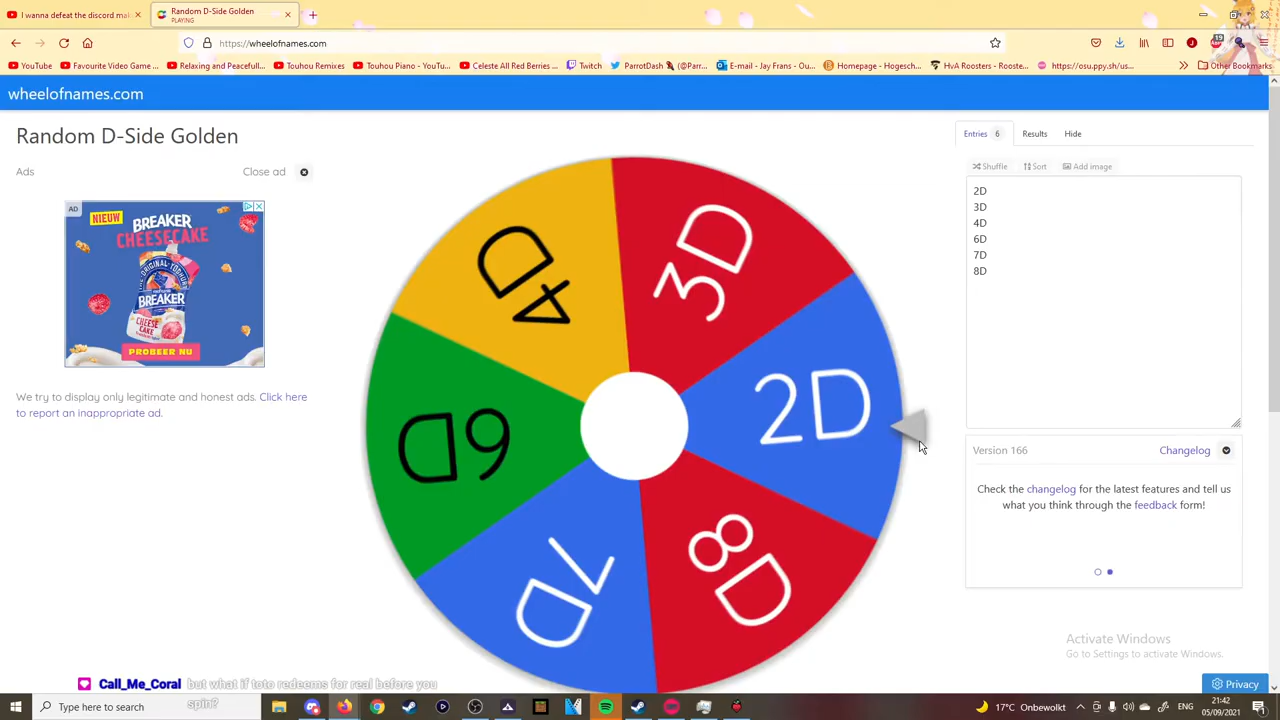 I wanna defeat the discord ma
Random D-Side Golden
PLAYING
https://wheelofnames.com
19
YouTube
Favourite Video Game ...
Relaxing and Peacefull...
Touhou Remixes
Touhou Piano - YouTu...
Celeste All Red Berries ...
Twitch
ParrotDash 🦜 (@Parr...
E-mail - Jay Frans - Ou...
Homepage - Hogesch...
HvA Roosters - Rooste...
https://osu.ppy.sh/us...
Other Bookmarks
wheelofnames.com
Random D-Side Golden
Ads
Close ad
AD
NIEUW
BREAKER
CHEESECAKE
ORIGINAL
BREAKER
CHEESE
CAKE
PROBEER NU
We try to display only legitimate and honest ads. Click here
to report an inappropriate ad.
3D
4D
2D
6D
8D
7D
Entries 6
Results
Hide
Shuffle
Sort
Add image
2D
3D
4D
6D
7D
8D
Version 166
Changelog
Check the changelog for the latest features and tell us
what you think through the feedback form!
Activate Windows
Go to Settings to activate Windows.
Privacy
Call_Me_Coral but what if toto redeems for real before you
spin?
Type here to search
17°C Onbewolkt
21:42
05/09/2021